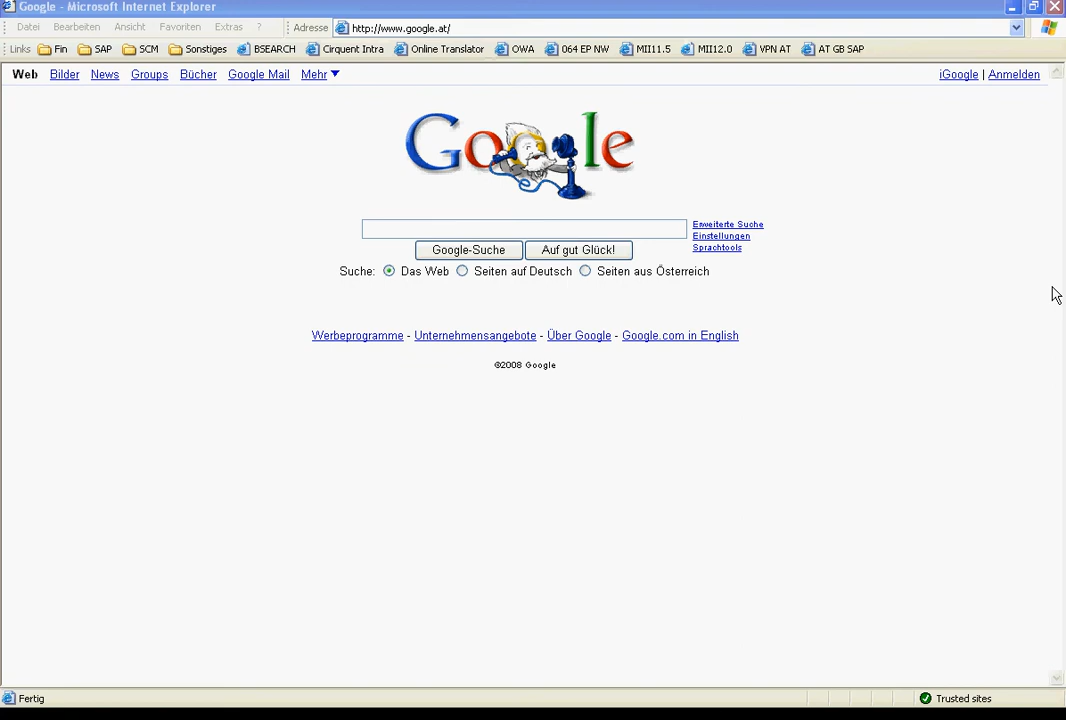 Google - Microsoft Internet Explorer
Datei Bearbeiten Ansicht Favoriten Extras ? Adresse http://www.google.at/
Links Fin SAP SCM Sonstiges BSEARCH Cirquent Intra Online Translator OWA 064 EP NW MII11.5 MII12.0 VPN AT AT GB SAP
Web Bilder News Groups Bücher Google Mail Mehr iGoogle | Anmelden
Google
Erweiterte Suche
Einstellungen
Sprachtools
Google-Suche Auf gut Glück!
Suche: Das Web Seiten auf Deutsch Seiten aus Österreich
Werbeprogramme - Unternehmensangebote - Über Google - Google.com in English
©2008 Google
Fertig Trusted sites